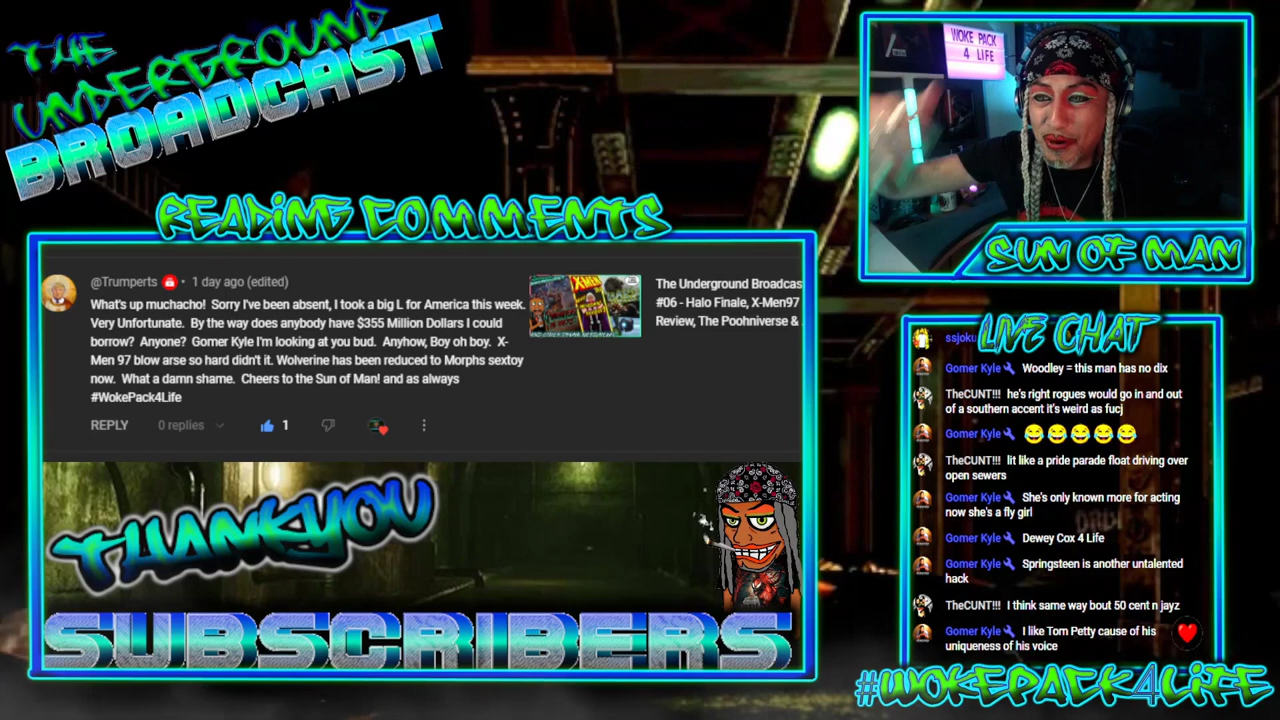 THE
UNDERGROUND
BROADCAST
READING COMMENTS
@Trumperts • 1 day ago (edited)
What's up muchacho! Sorry I've been absent, I took a big L for America this week.
Very Unfortunate. By the way does anybody have $355 Million Dollars I could
borrow? Anyone? Gomer Kyle I'm looking at you bud. Anyhow, Boy oh boy. X-
Men 97 blow arse so hard didn't it. Wolverine has been reduced to Morphs sextoy
now. What a damn shame. Cheers to the Sun of Man! and as always
#WokePack4Life
REPLY 0 replies 1
The Underground Broadcas
#06 - Halo Finale, X-Men97
Review, The Poohniverse &
THANKYOU
SUBSCRIBERS
WOKE PACK
4 LIFE
SUN OF MAN
LIVE CHAT
ssjoku
Gomer Kyle Woodley = this man has no dix
TheCUNT!!! he's right rogues would go in and out
of a southern accent it's weird as fucj
Gomer Kyle 😂😂😂😂😂
TheCUNT!!! lit like a pride parade float driving over
open sewers
Gomer Kyle She's only known more for acting
now she's a fly girl
Gomer Kyle Dewey Cox 4 Life
Gomer Kyle Springsteen is another untalented
hack
TheCUNT!!! I think same way bout 50 cent n jayz
Gomer Kyle I like Tom Petty cause of his
uniqueness of his voice
#WOKEPACK4LIFE